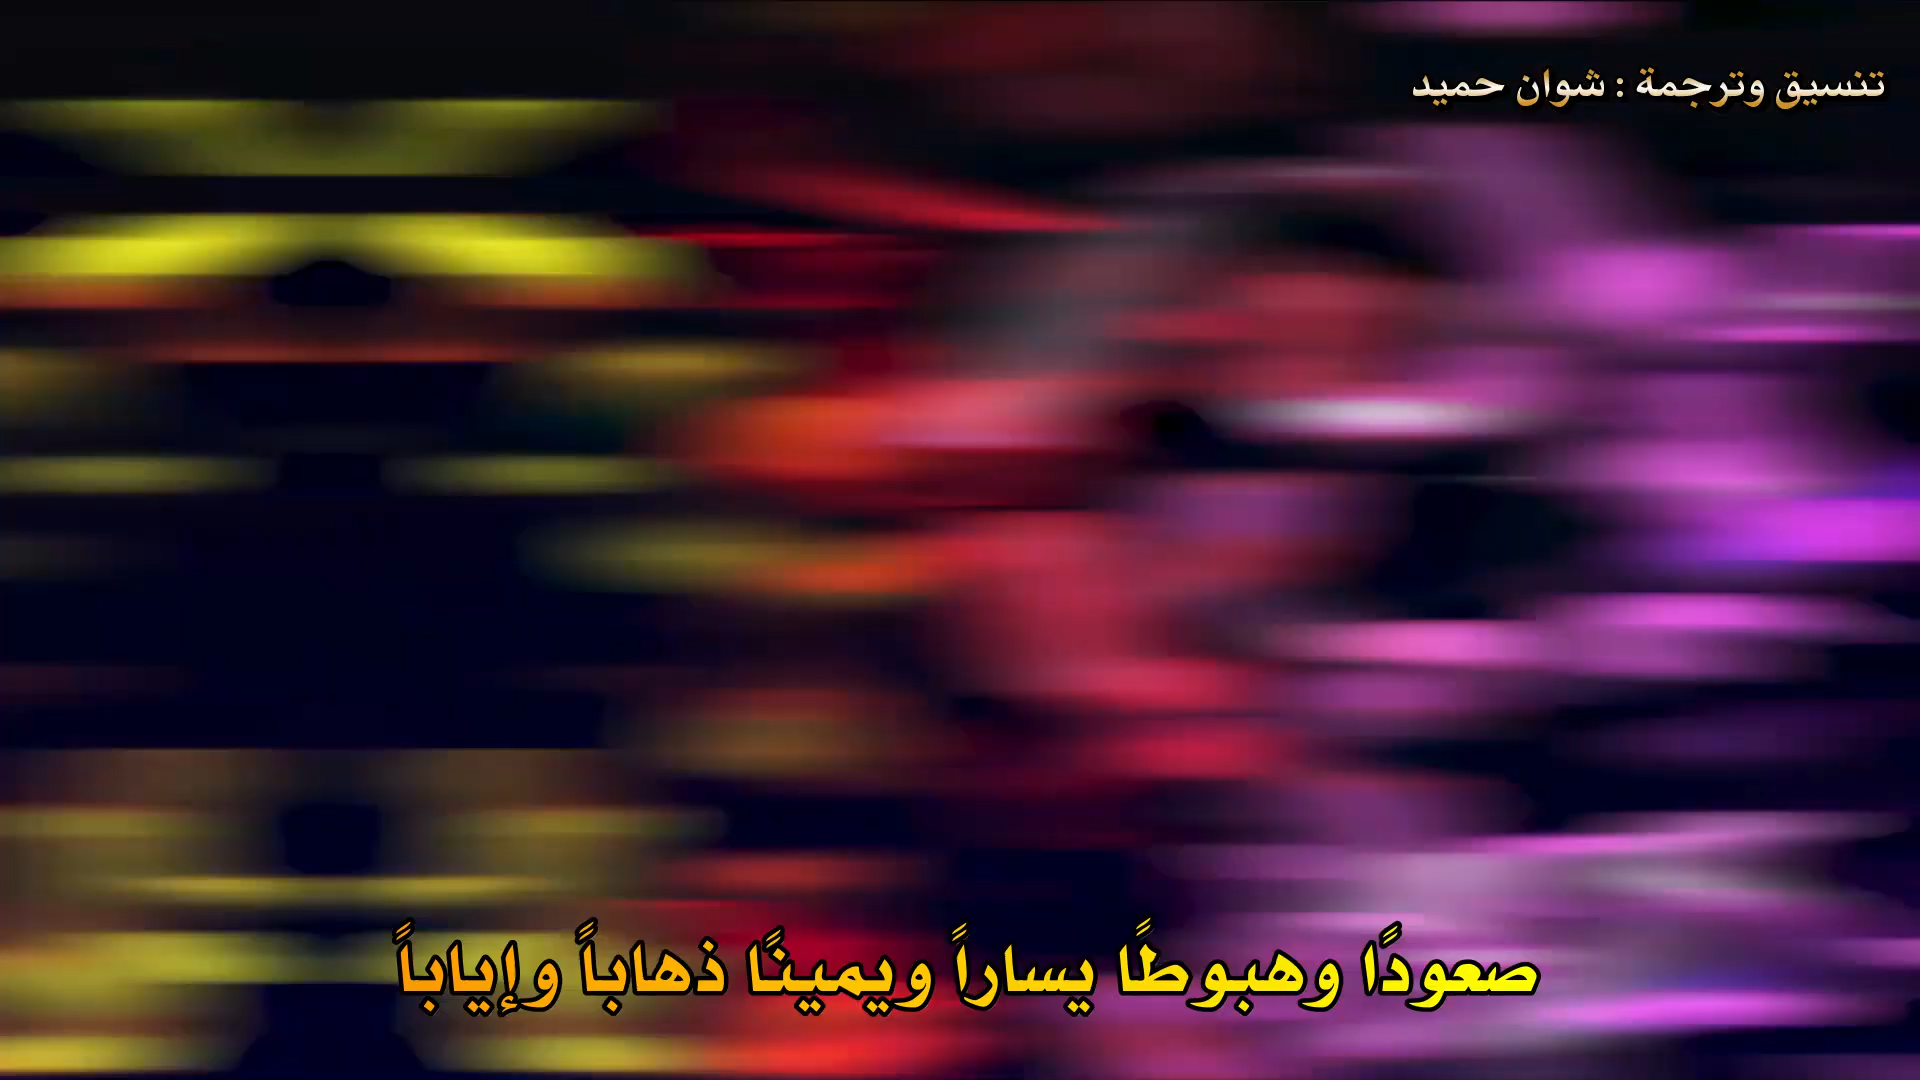 تنسيق وترجمة : شوان حميد
صعودًا وهبوطًا يساراً ويمينًا ذهاباً وإياباً